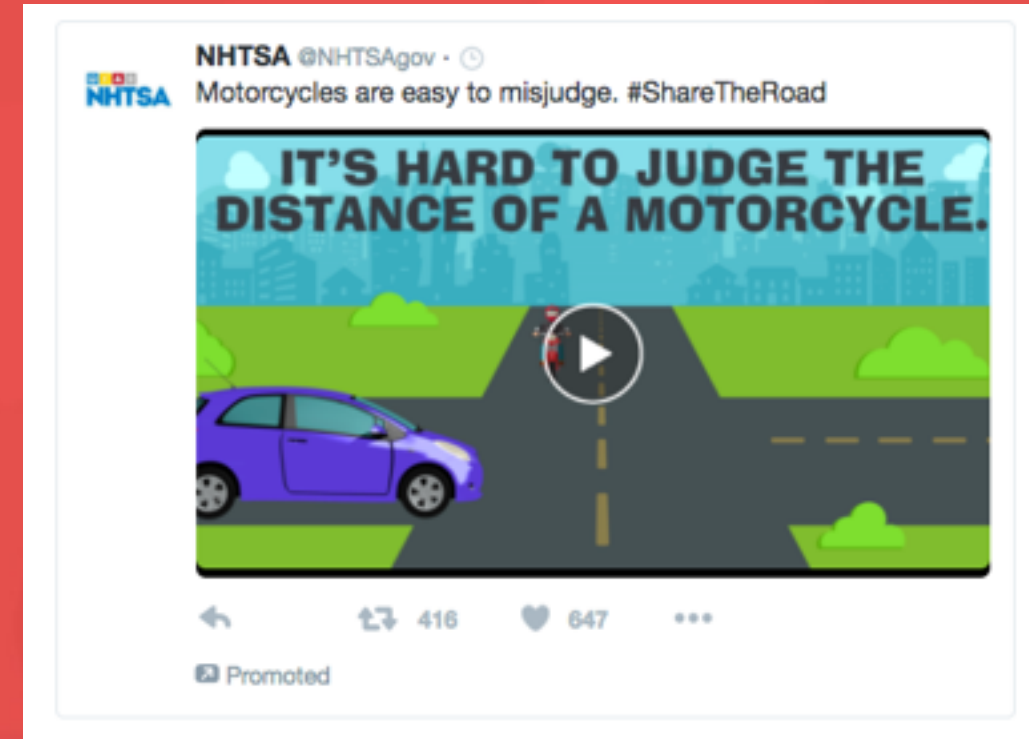 NHTSA @NHTSAgov ·
NHTSA
Motorcycles are easy to misjudge. #ShareTheRoad
IT'S HARD TO JUDGE THE
DISTANCE OF A MOTORCYCLE.
416 647
Promoted